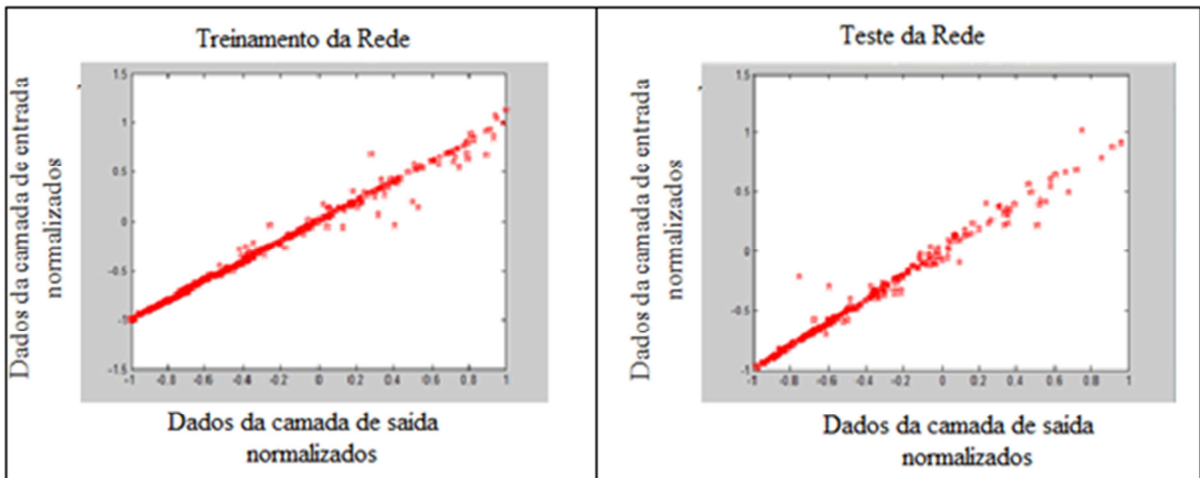 Treinamento da Rede
Dados da camada de entrada
normalizados
1.5
1
0.5
0
-0.5
-1
-1.5
-1 -0.8 -0.6 -0.4 -0.2 0 0.2 0.4 0.6 0.8 1
Dados da camada de saída
normalizados
Teste da Rede
Dados da camada de entrada
normalizados
1.5
1
0.5
0
-0.5
-1
-1 -0.8 -0.6 -0.4 -0.2 0 0.2 0.4 0.6 0.8 1
Dados da camada de saída
normalizados